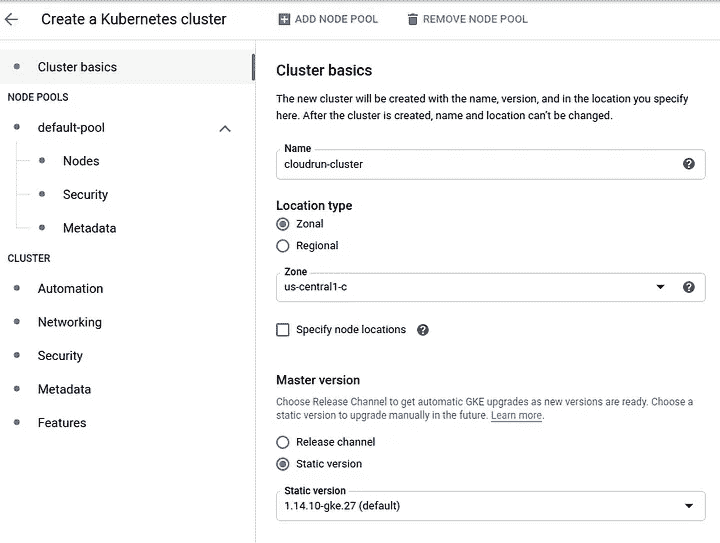 Create a Kubernetes cluster
ADD NODE POOL
REMOVE NODE POOL
Cluster basics
NODE POOLS
default-pool
Nodes
Security
Metadata
CLUSTER
Automation
Networking
Security
Metadata
Features
Cluster basics
The new cluster will be created with the name, version, and in the location you specify
here. After the cluster is created, name and location can't be changed.
Name
cloudrun-cluster
Location type
Zonal
Regional
Zone
us-central1-c
Specify node locations
Master version
Choose Release Channel to get automatic GKE upgrades as new versions are ready. Choose a
static version to upgrade manually in the future. Learn more.
Release channel
Static version
Static version
1.14.10-gke.27 (default)